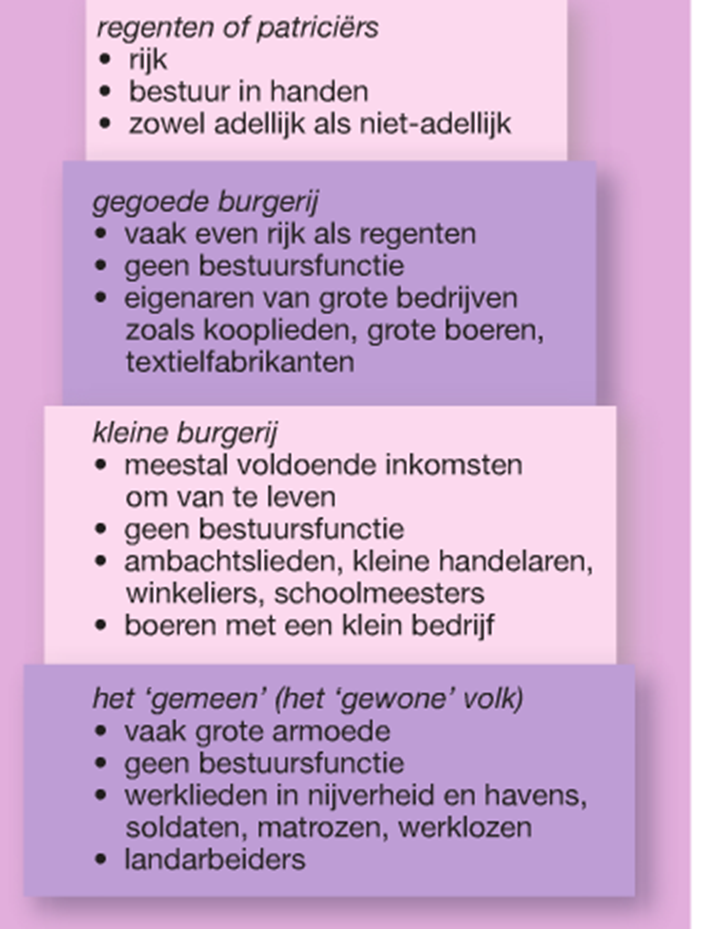 regenten of patriciërs
• rijk
• bestuur in handen
• zowel adellijk als niet-adellijk
gegoede burgerij
• vaak even rijk als regenten
• geen bestuursfunctie
• eigenaren van grote bedrijven
zoals kooplieden, grote boeren,
textielfabrikanten
kleine burgerij
• meestal voldoende inkomsten
om van te leven
• geen bestuursfunctie
• ambachtslieden, kleine handelaren,
winkeliers, schoolmeesters
• boeren met een klein bedrijf
het ‘gemeen’ (het ‘gewone’ volk)
• vaak grote armoede
• geen bestuursfunctie
• werklieden in nijverheid en havens,
soldaten, matrozen, werklozen
• landarbeiders